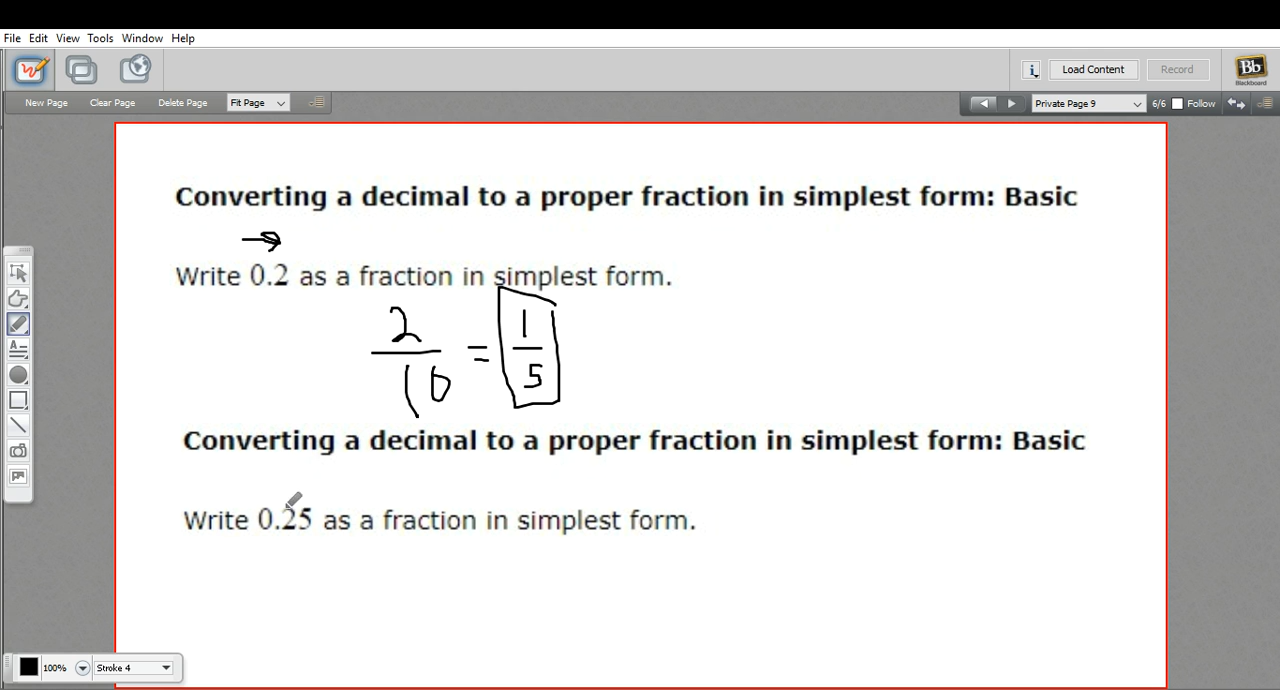 File Edit View Tools Window Help
i Load Content Record Bb
Blackboard
New Page Clear Page Delete Page Fit Page Private Page 9 6/6 Follow
Converting a decimal to a proper fraction in simplest form: Basic
Write 0.2 as a fraction in simplest form.
2 1
— = —
10 5
Converting a decimal to a proper fraction in simplest form: Basic
Write 0.25 as a fraction in simplest form.
100% Stroke 4